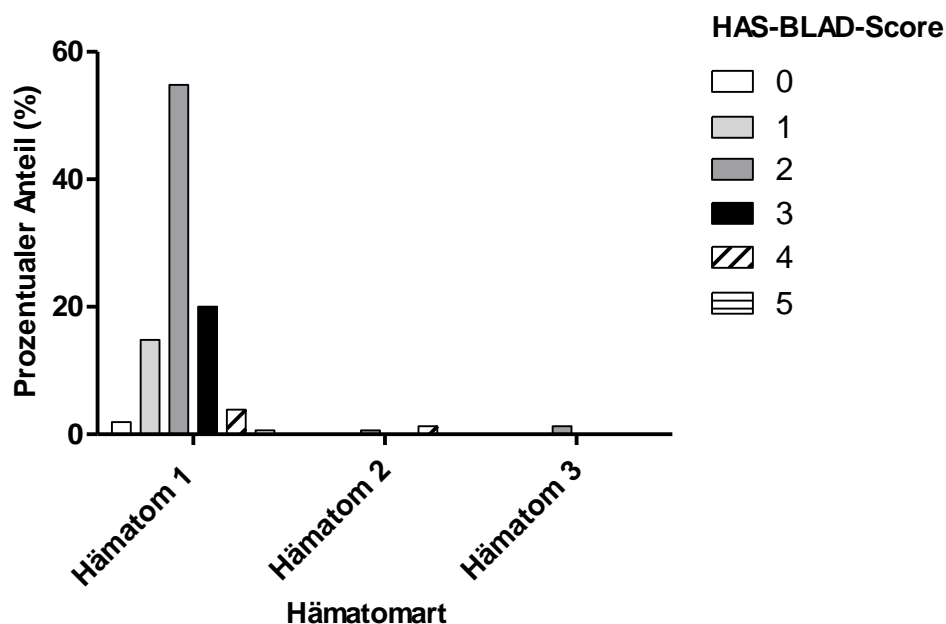 HAS-BLAD-Score
0
1
2
3
4
5
Prozentualer Anteil (%)
60
40
20
0
Hämatom 1
Hämatom 2
Hämatom 3
Hämatomart